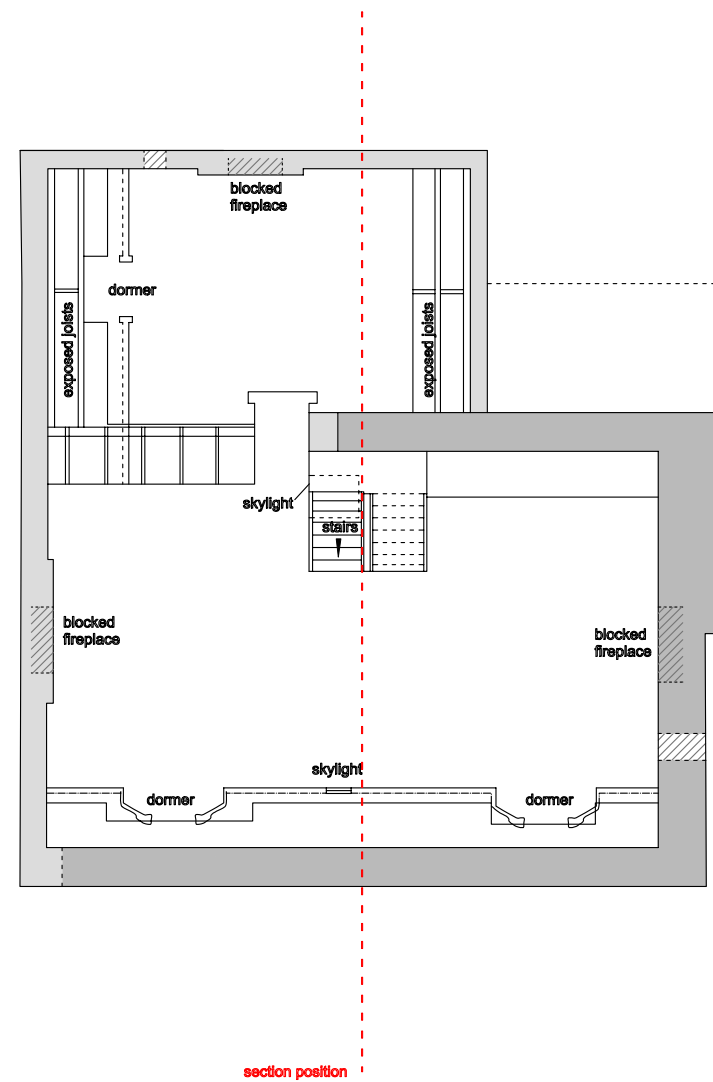 blocked
fireplace
dormer
exposed joists
exposed joists
skylight
stairs
blocked
fireplace
blocked
fireplace
skylight
dormer
dormer
section position